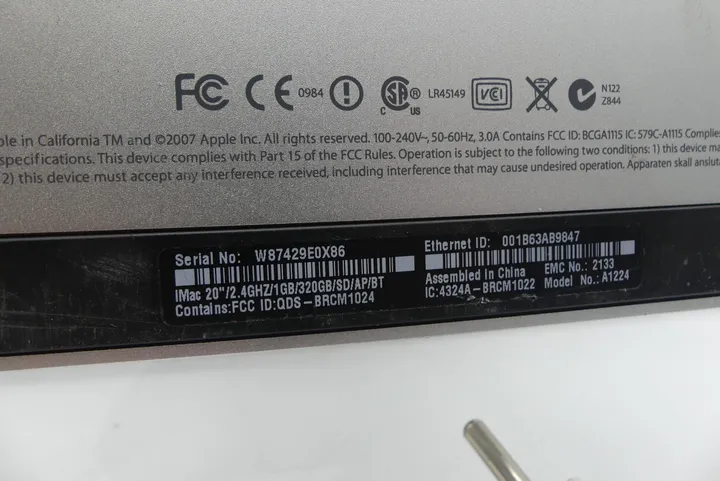 FC CE 0984 SA ® C US LR45149 VCI N122 Z844
in California TM and ©2007 Apple Inc. All rights reserved. 100-240V~, 50-60Hz, 3.0A Contains FCC ID: BCGA1115 IC: 579C-A1115 Complies
specifications. This device complies with Part 15 of the FCC Rules. Operation is subject to the following two conditions: 1) this device
2) this device must accept any interference received, including interference that may cause undesired operation. Apparaten skall
Serial No: W87429E0X86
IMac 20"/2.4GHZ/1GB/320GB/SD/AP/BT
Contains:FCC ID:QDS-BRCM1024
Ethernet ID: 001B63AB9847
Assembled In China EMC No.: 2133
IC:4324A-BRCM1022 Model No.: A1224